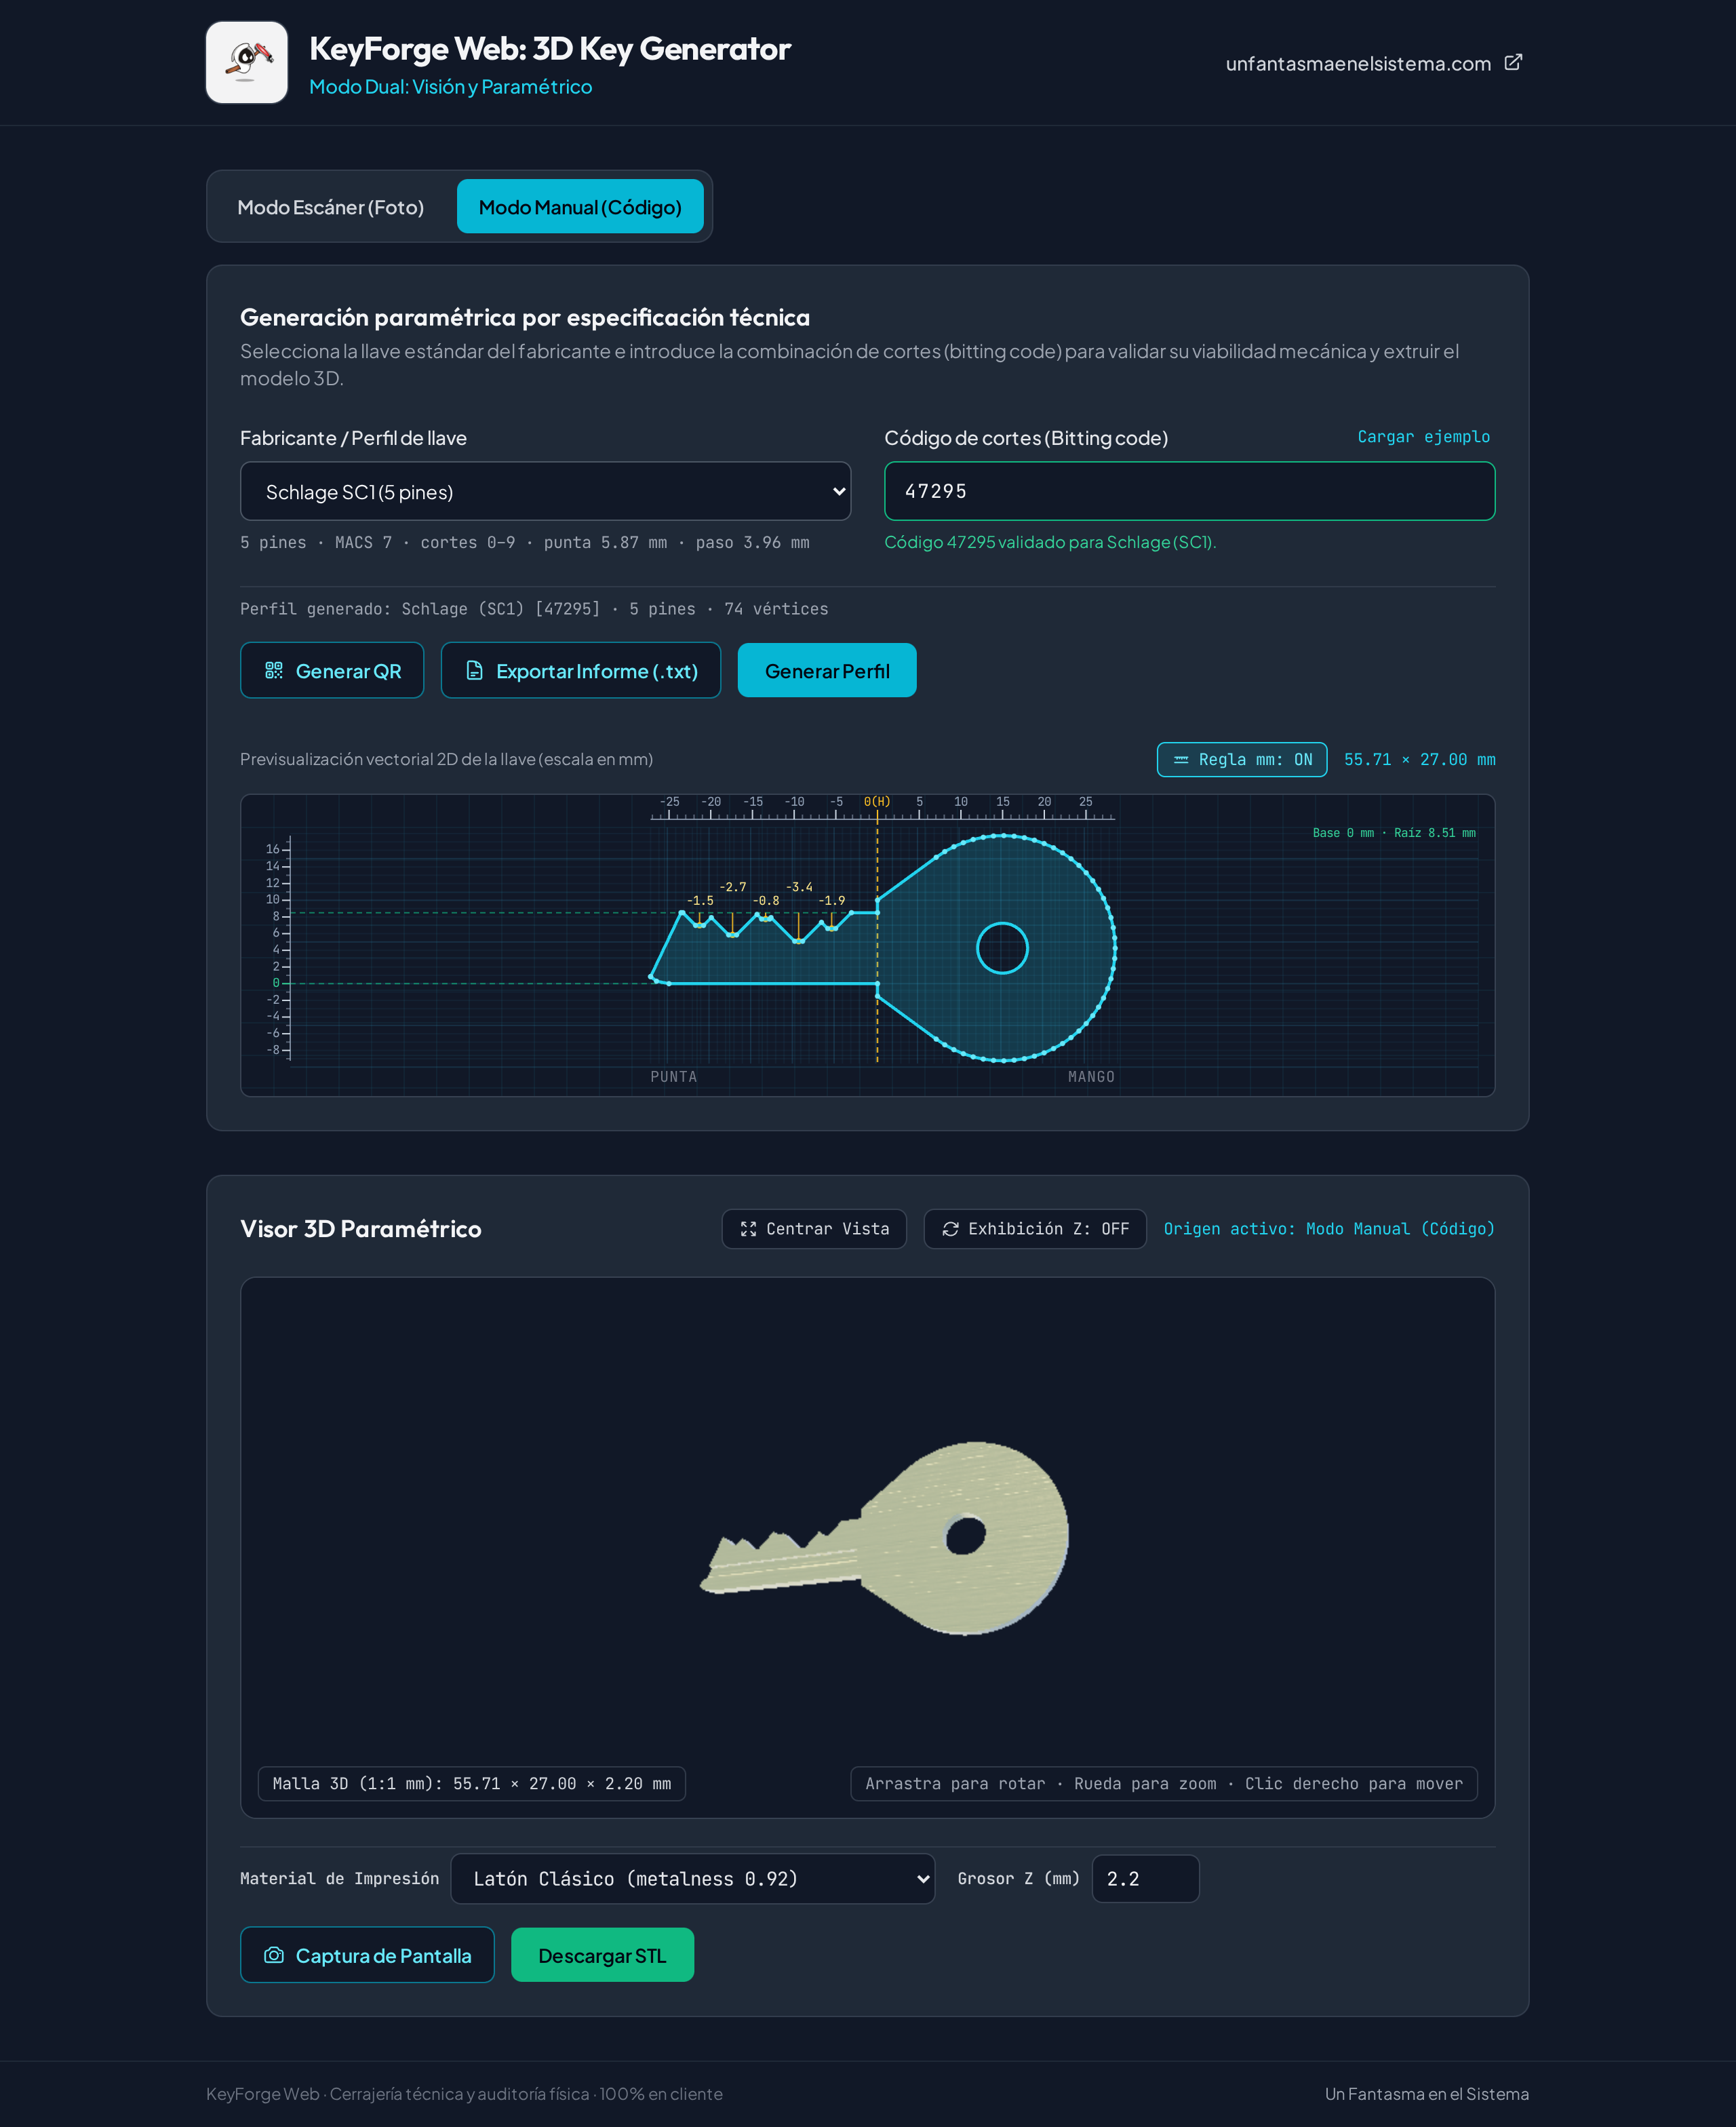 KeyForge Web: 3D Key Generator
Modo Dual: Visión y Paramétrico
unfantasmaenelsistema.com
Modo Escáner (Foto)
Modo Manual (Código)
Generación paramétrica por especificación técnica
Selecciona la llave estándar del fabricante e introduce la combinación de cortes (bitting code) para validar su viabilidad mecánica y extruir el
modelo 3D.
Fabricante / Perfil de llave
Código de cortes (Bitting code)
Cargar ejemplo
Schlage SC1 (5 pines)
47295
5 pines · MACS 7 · cortes 0–9 · punta 5.87 mm · paso 3.96 mm
Código 47295 validado para Schlage (SC1).
Perfil generado: Schlage (SC1) [47295] · 5 pines · 74 vértices
Generar QR
Exportar Informe (.txt)
Generar Perfil
Previsualización vectorial 2D de la llave (escala en mm)
Regla mm: ON
55.71 × 27.00 mm
-25 -20 -15 -10 -5 0(H) 5 10 15 20 25
Base 0 mm · Raíz 8.51 mm
16
14
12
10
8
6
4
2
0
-2
-4
-6
-8
-1.5 -2.7 -0.8 -3.4 -1.9
PUNTA
MANGO
Visor 3D Paramétrico
Centrar Vista
Exhibición Z: OFF
Origen activo: Modo Manual (Código)
Malla 3D (1:1 mm): 55.71 × 27.00 × 2.20 mm
Arrastra para rotar · Rueda para zoom · Clic derecho para mover
Material de Impresión
Latón Clásico (metalness 0.92)
Grosor Z (mm)
2.2
Captura de Pantalla
Descargar STL
KeyForge Web · Cerrajería técnica y auditoría física · 100% en cliente
Un Fantasma en el Sistema